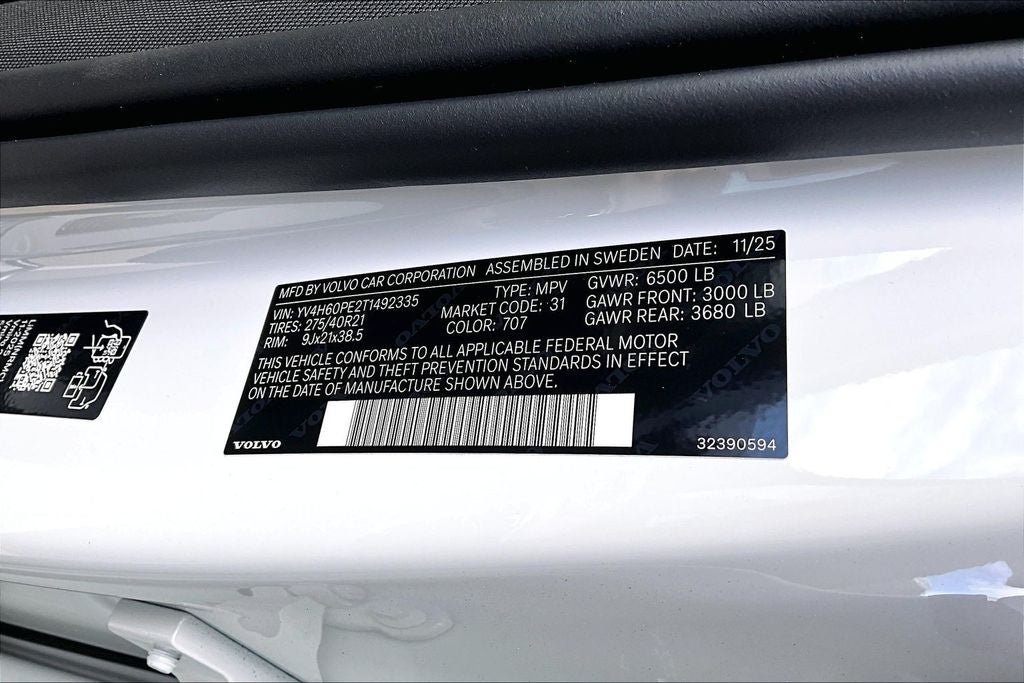 MFD BY VOLVO CAR CORPORATION ASSEMBLED IN SWEDEN DATE: 11/25
VIN: YV4H60PE2T1492335 TYPE: MPV GVWR: 6500 LB
TIRES: 275/40R21 MARKET CODE: 31 GAWR FRONT: 3000 LB
RIM: 9Jx21x38.5 COLOR: 707 GAWR REAR: 3680 LB
THIS VEHICLE CONFORMS TO ALL APPLICABLE FEDERAL MOTOR
VEHICLE SAFETY AND THEFT PREVENTION STANDARDS IN EFFECT
ON THE DATE OF MANUFACTURE SHOWN ABOVE.
VOLVO 32390594